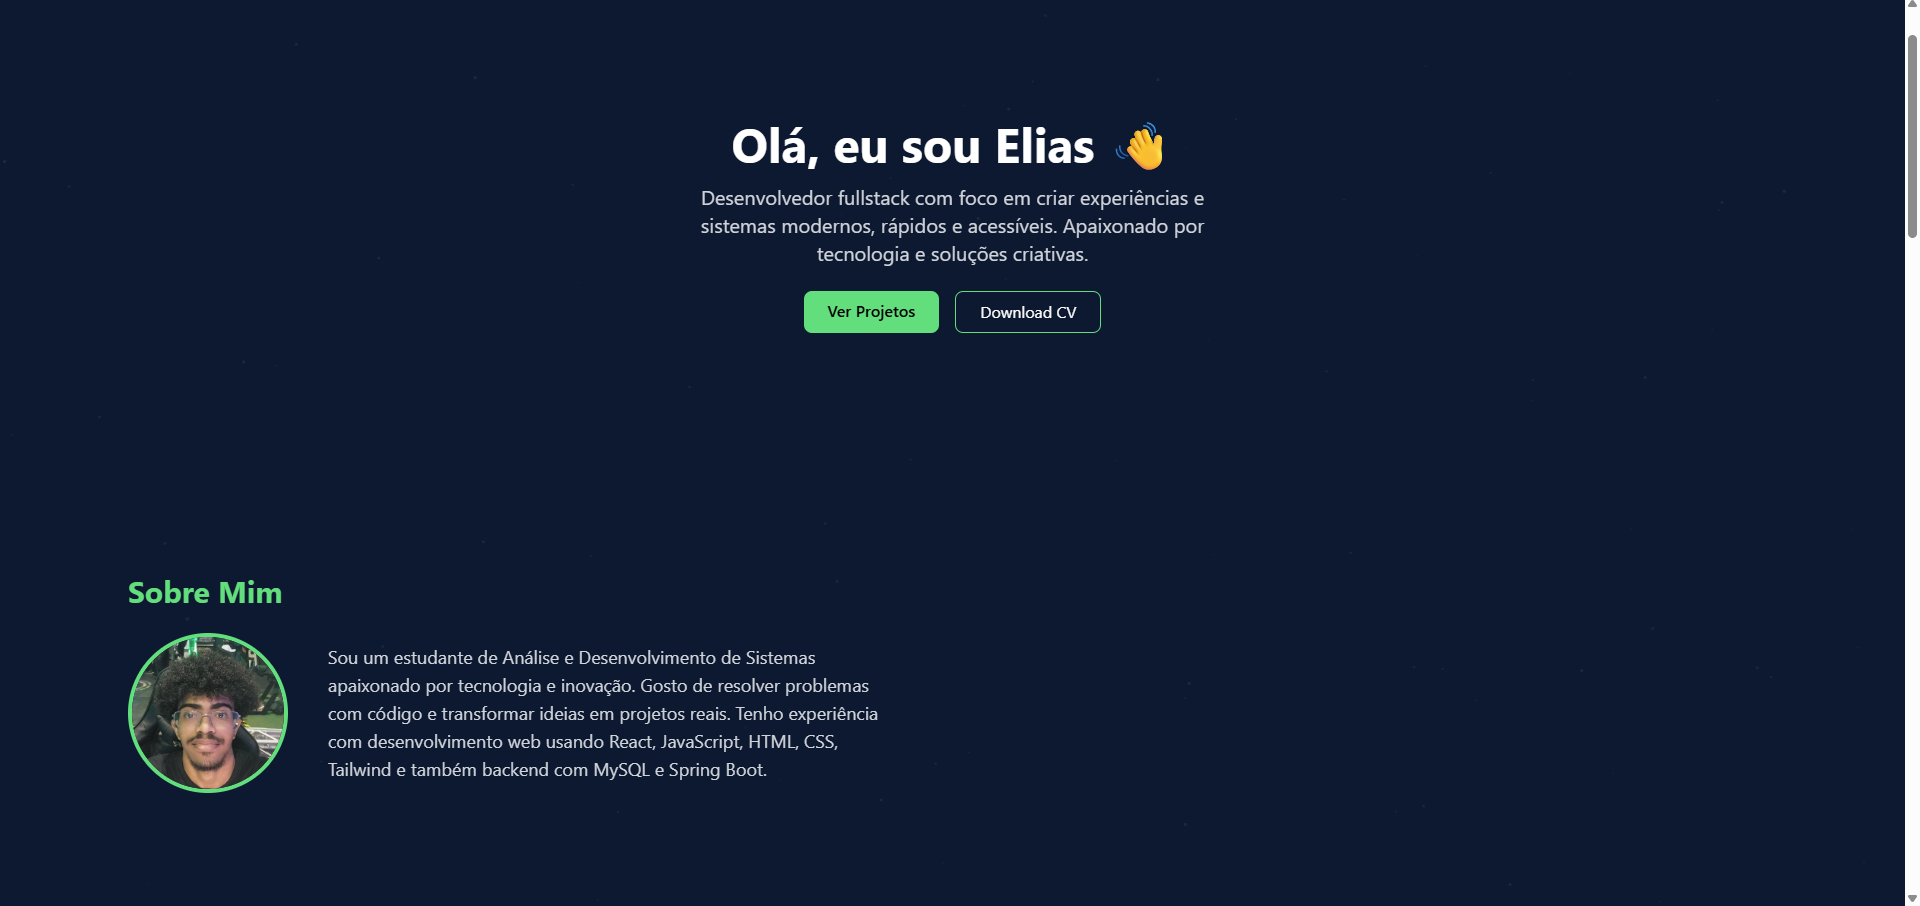 Olá, eu sou Elias 👋
Desenvolvedor fullstack com foco em criar experiências e
sistemas modernos, rápidos e acessíveis. Apaixonado por
tecnologia e soluções criativas.
Ver Projetos
Download CV
Sobre Mim
Sou um estudante de Análise e Desenvolvimento de Sistemas
apaixonado por tecnologia e inovação. Gosto de resolver problemas
com código e transformar ideias em projetos reais. Tenho experiência
com desenvolvimento web usando React, JavaScript, HTML, CSS,
Tailwind e também backend com MySQL e Spring Boot.